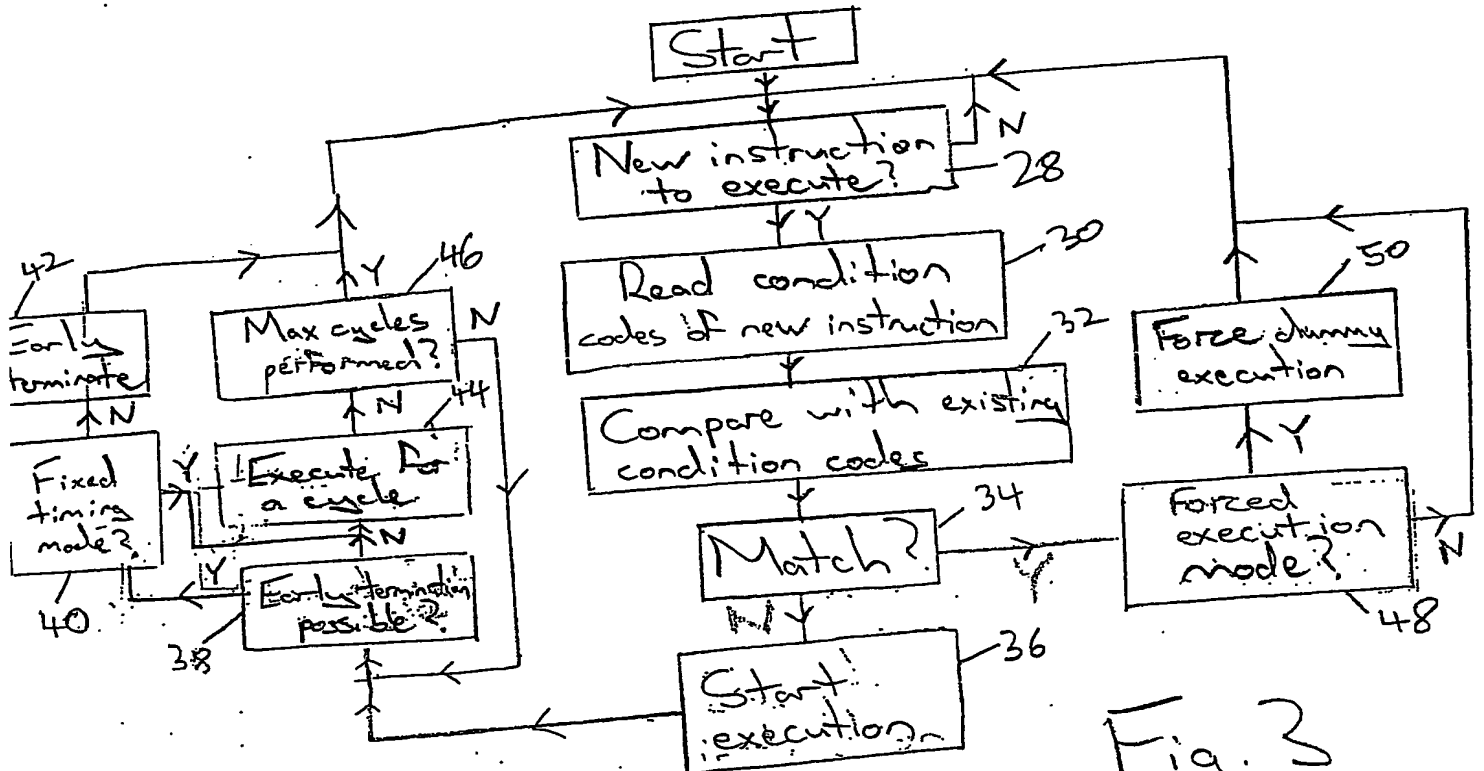 Start
N
New instruction
to execute?
28
Y
30
Read condition
codes of new instruction
32
Compare with existing
condition codes
34
Match?
Y
N
36
Start
execution
42
Early
terminate
N
Y
46
Max cycles
performed?
N
N
44
Execute for
a cycle
Y
Fixed
timing
mode?
40
N
Y
Early termination
possible?
38
50
Force dummy
execution
Y
Forced
execution
mode?
N
48
Fig. 3